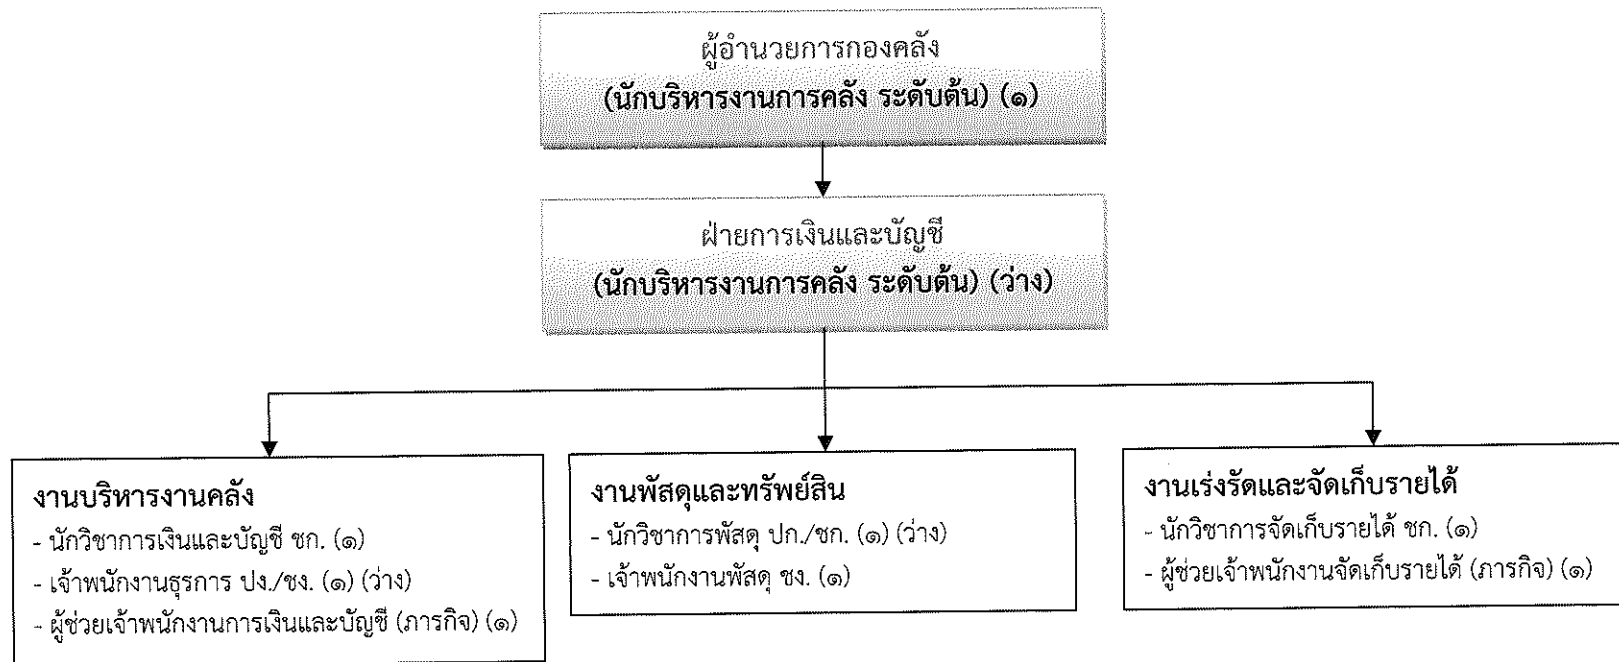 ผู้อำนวยการกองคลัง
(นักบริหารงานการคลัง ระดับต้น) (๑)
ฝ่ายการเงินและบัญชี
(นักบริหารงานการคลัง ระดับต้น) (ว่าง)
งานบริหารงานคลัง
- นักวิชาการเงินและบัญชี ชก. (๑)
- เจ้าพนักงานธุรการ ปง./ชง. (๑) (ว่าง)
- ผู้ช่วยเจ้าพนักงานการเงินและบัญชี (ภารกิจ) (๑)
งานพัสดุและทรัพย์สิน
- นักวิชาการพัสดุ ปก./ชก. (๑) (ว่าง)
- เจ้าพนักงานพัสดุ ชง. (๑)
งานเร่งรัดและจัดเก็บรายได้
- นักวิชาการจัดเก็บรายได้ ชก. (๑)
- ผู้ช่วยเจ้าพนักงานจัดเก็บรายได้ (ภารกิจ) (๑)